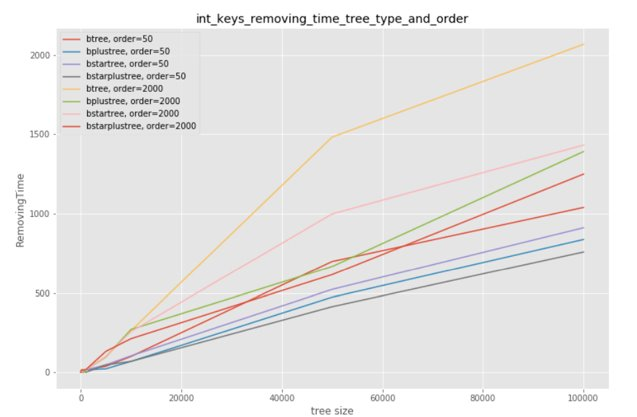 int_keys_removing_time_tree_type_and_order
btree, order=50
bplustree, order=50
bstartree, order=50
bstarplustree, order=50
btree, order=2000
bplustree, order=2000
bstartree, order=2000
bstarplustree, order=2000
2000
1500
1000
500
0
RemovingTime
0 20000 40000 60000 80000 100000
tree size